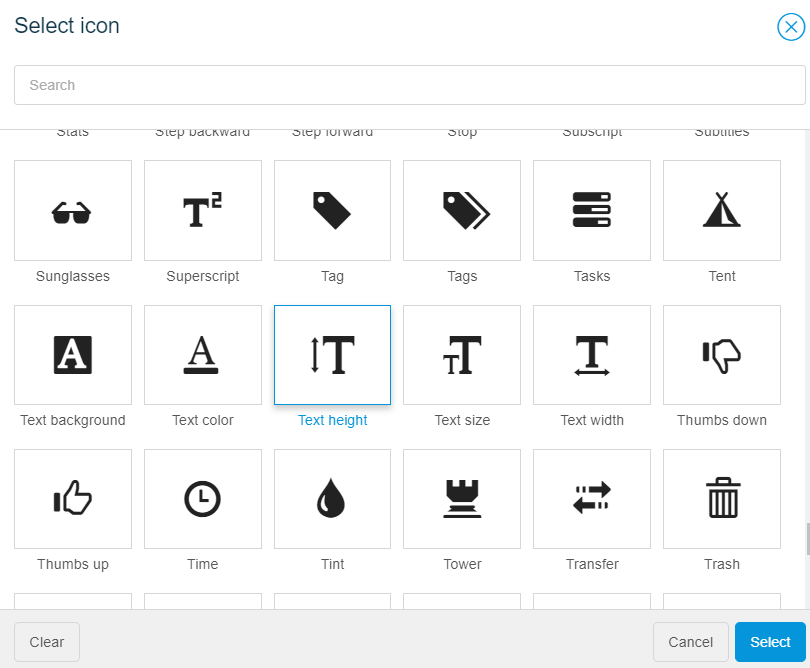 Select icon
Search
Stats Step backward Step forward Stop Subscript Subtitles
Sunglasses Superscript Tag Tags Tasks Tent
Text background Text color Text height Text size Text width Thumbs down
Thumbs up Time Tint Tower Transfer Trash
Clear Cancel Select